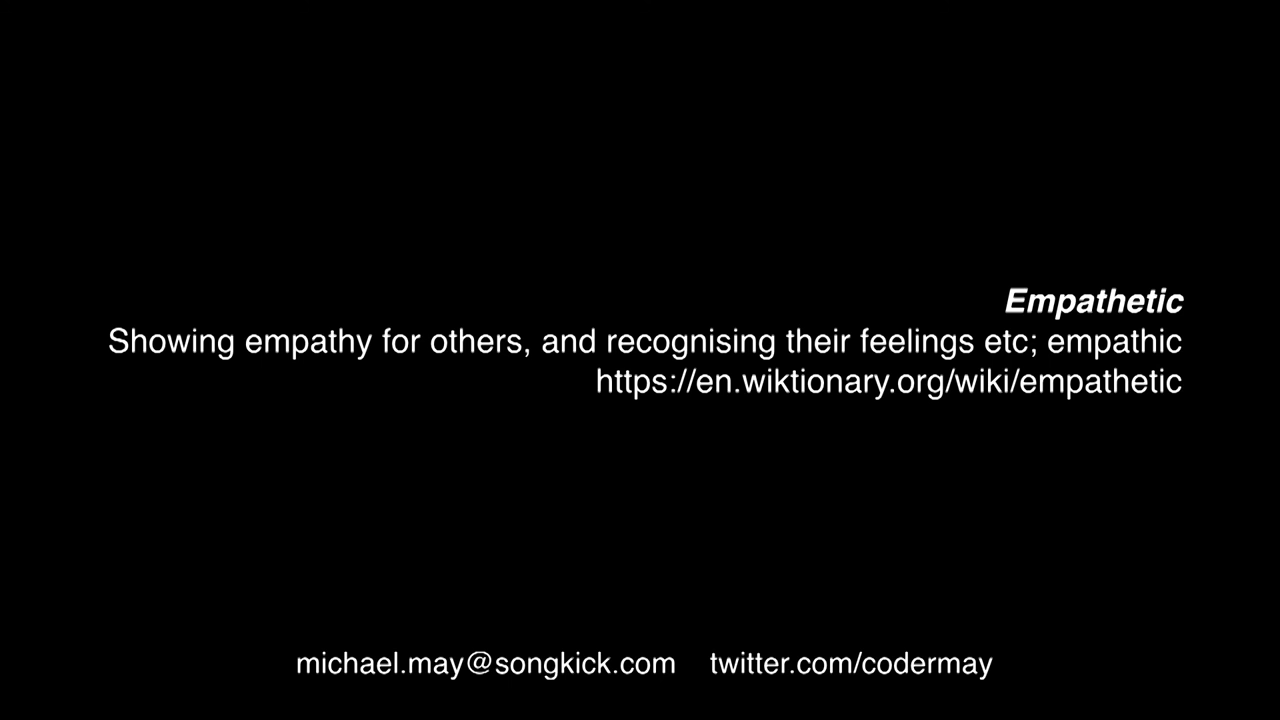 Empathetic
Showing empathy for others, and recognising their feelings etc; empathic
https://en.wiktionary.org/wiki/empathetic
michael.may@songkick.com twitter.com/codermay